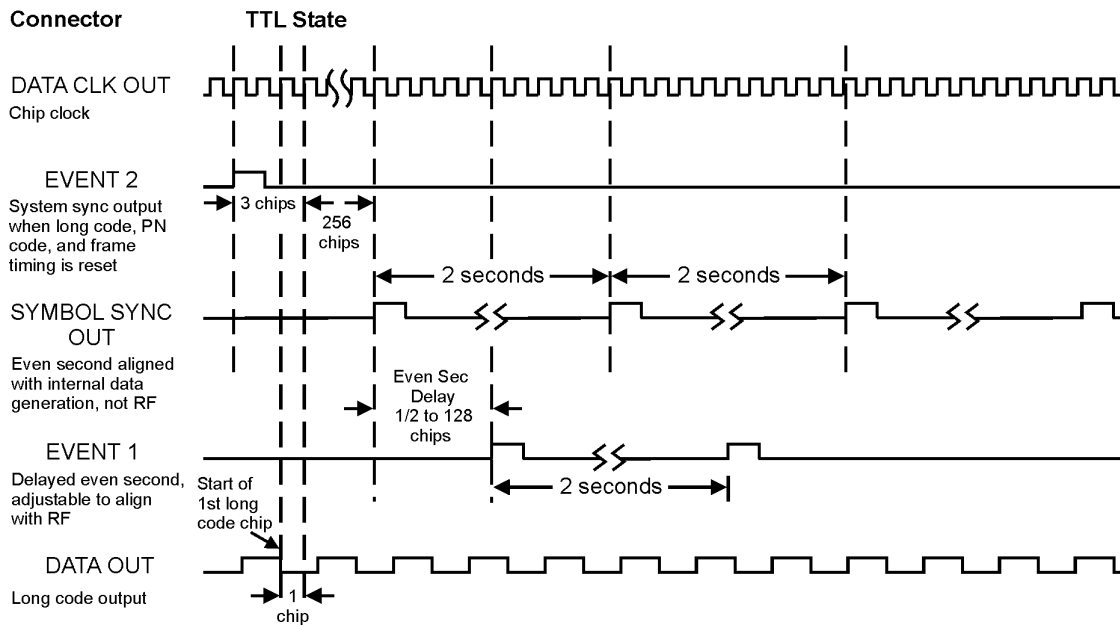 Connector TTL State
DATA CLK OUT
Chip clock
EVENT 2
System sync output
when long code, PN
code, and frame
timing is reset
3 chips
256
chips
2 seconds 2 seconds
SYMBOL SYNC
OUT
Even second aligned
with internal data
generation, not RF
Even Sec
Delay
1/2 to 128
chips
EVENT 1
Delayed even second,
adjustable to align
with RF
2 seconds
Start of
1st long
code chip
DATA OUT
Long code output
1
chip